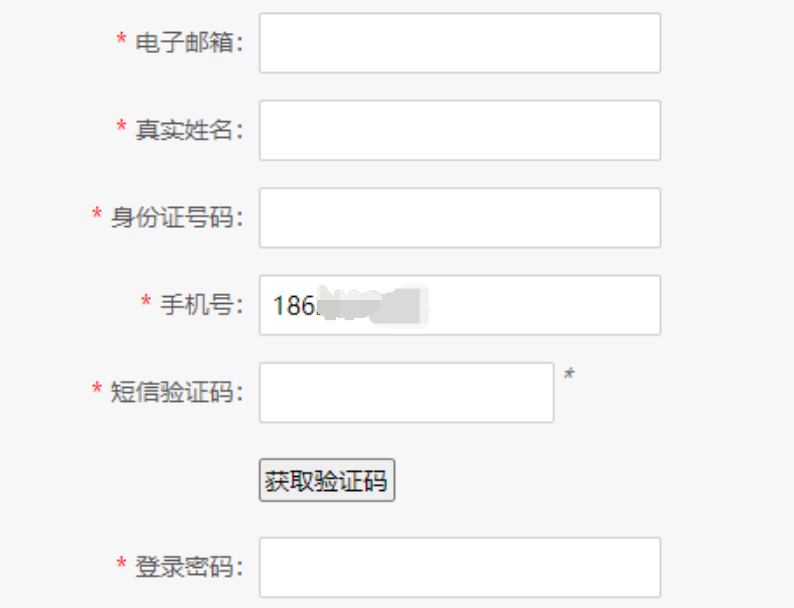 * 电子邮箱：
* 真实姓名：
* 身份证号码：
* 手机号： 186
* 短信验证码： *
获取验证码
* 登录密码：